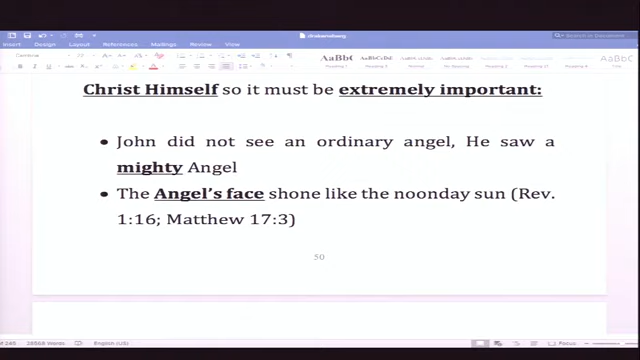 Insert Design Layout References Mailings Review View
Christ Himself so it must be extremely important:
• John did not see an ordinary angel, He saw a
mighty Angel
• The Angel's face shone like the noonday sun (Rev.
1:16; Matthew 17:3)
50
English (US)
Focus